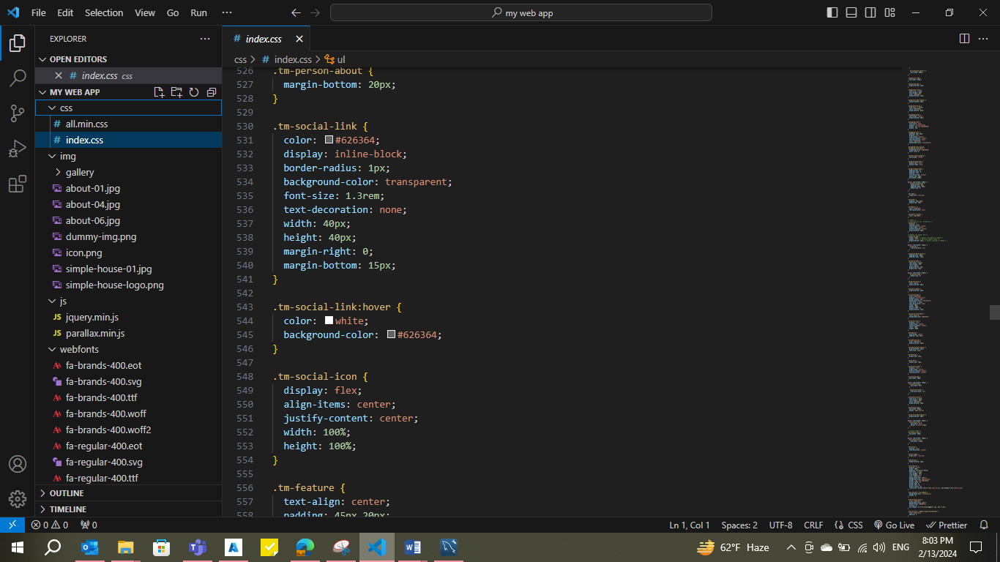 File Edit Selection View Go Run ···
my web app
EXPLORER
OPEN EDITORS
index.css css
MY WEB APP
css
all.min.css
index.css
img
gallery
about-01.jpg
about-04.jpg
about-06.jpg
dummy-img.png
icon.png
simple-house-01.jpg
simple-house-logo.png
js
JS jquery.min.js
JS parallax.min.js
webfonts
fa-brands-400.eot
fa-brands-400.svg
fa-brands-400.ttf
fa-brands-400.woff
fa-brands-400.woff2
fa-regular-400.eot
fa-regular-400.svg
fa-regular-400.ttf
OUTLINE
TIMELINE
# index.css
css > # index.css > ul
526 .tm-person-about {
527 margin-bottom: 20px;
528 }
529
530 .tm-social-link {
531 color: #626364;
532 display: inline-block;
533 border-radius: 1px;
534 background-color: transparent;
535 font-size: 1.3rem;
536 text-decoration: none;
537 width: 40px;
538 height: 40px;
539 margin-right: 0;
540 margin-bottom: 15px;
541 }
542
543 .tm-social-link:hover {
544 color: white;
545 background-color: #626364;
546 }
547
548 .tm-social-icon {
549 display: flex;
550 align-items: center;
551 justify-content: center;
552 width: 100%;
553 height: 100%;
554 }
555
556 .tm-feature {
557 text-align: center;
558 padding: 45px 20px;
0 0 0
Ln 1, Col 1 Spaces: 2 UTF-8 CRLF {} CSS Go Live Prettier
62°F Haze ENG 8:03 PM
2/13/2024